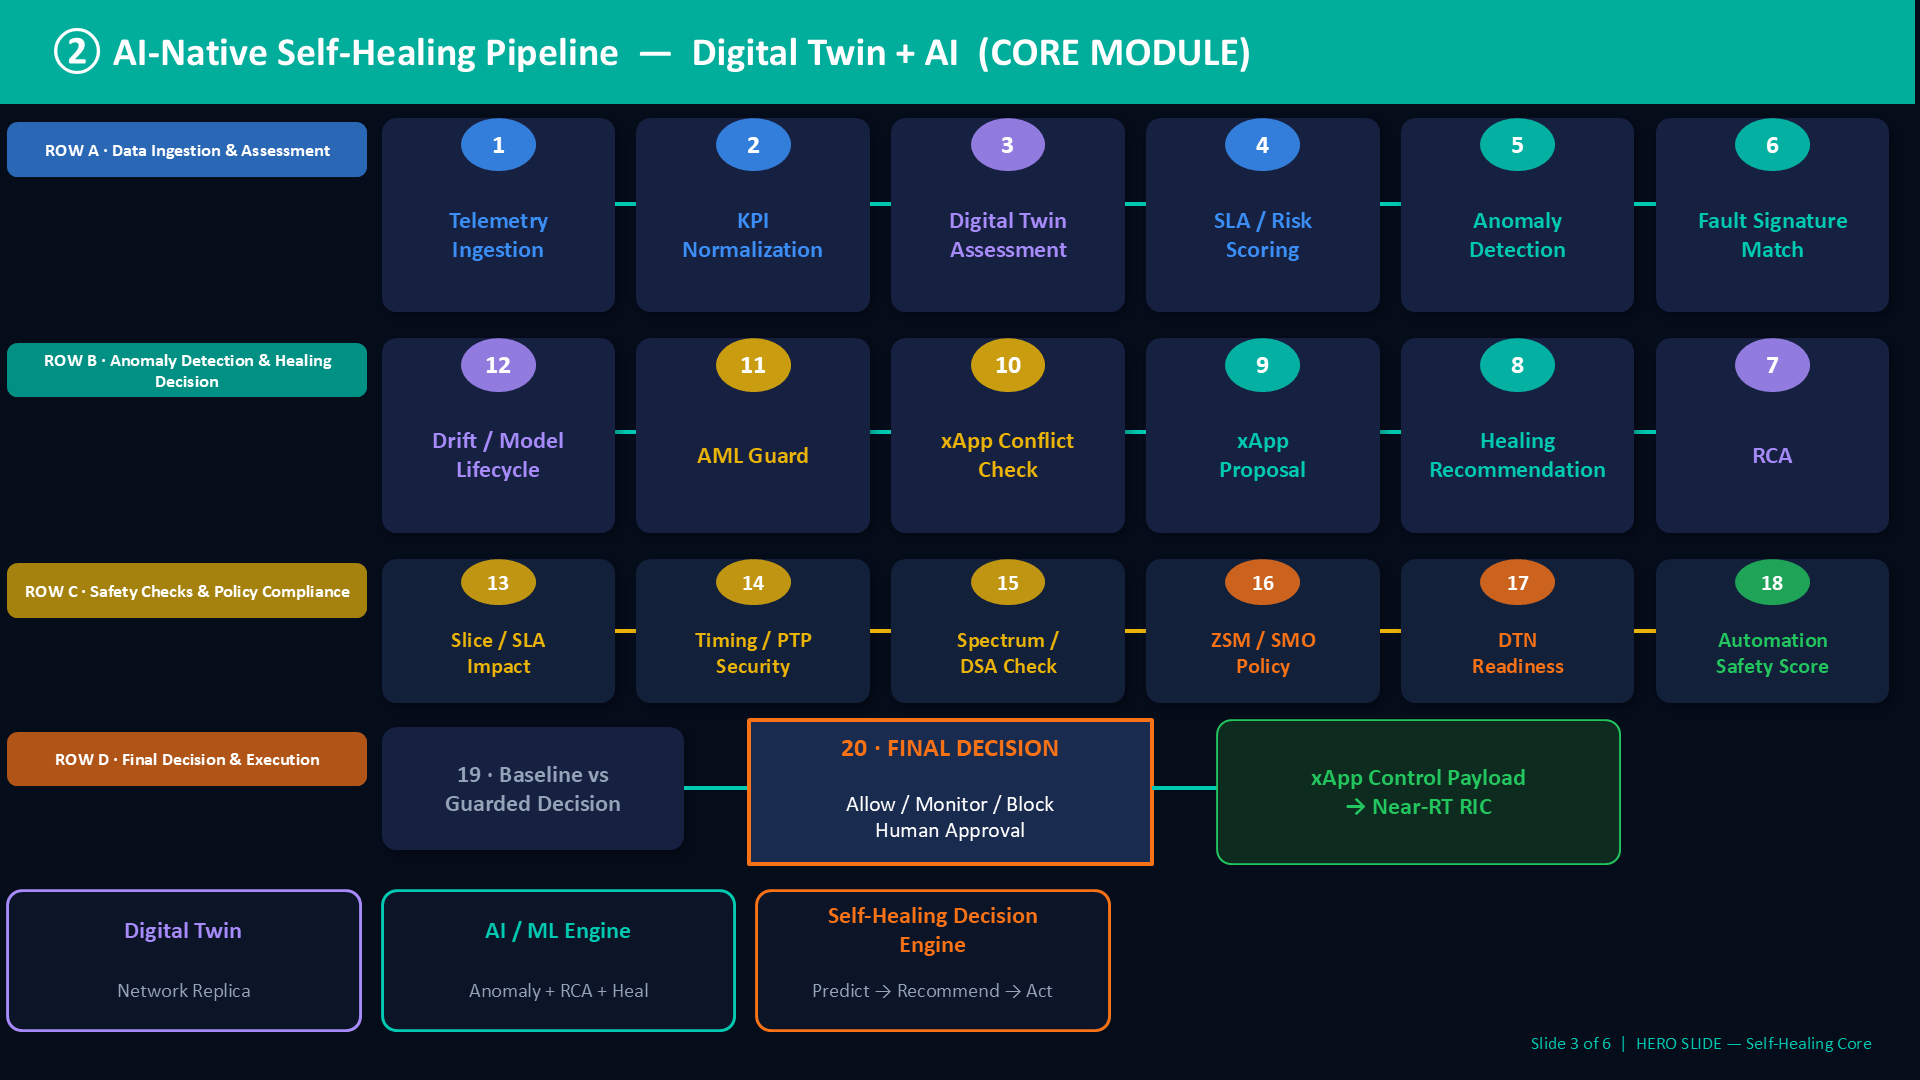 ② AI-Native Self-Healing Pipeline — Digital Twin + AI (CORE MODULE)
ROW A · Data Ingestion & Assessment
1
Telemetry
Ingestion
2
KPI
Normalization
3
Digital Twin
Assessment
4
SLA / Risk
Scoring
5
Anomaly
Detection
6
Fault Signature
Match
ROW B · Anomaly Detection & Healing
Decision
12
Drift / Model
Lifecycle
11
AML Guard
10
xApp Conflict
Check
9
xApp
Proposal
8
Healing
Recommendation
7
RCA
ROW C · Safety Checks & Policy Compliance
13
Slice / SLA
Impact
14
Timing / PTP
Security
15
Spectrum /
DSA Check
16
ZSM / SMO
Policy
17
DTN
Readiness
18
Automation
Safety Score
ROW D · Final Decision & Execution
19 · Baseline vs
Guarded Decision
20 · FINAL DECISION
Allow / Monitor / Block
Human Approval
xApp Control Payload
→ Near-RT RIC
Digital Twin
Network Replica
AI / ML Engine
Anomaly + RCA + Heal
Self-Healing Decision
Engine
Predict → Recommend → Act
Slide 3 of 6 | HERO SLIDE — Self-Healing Core